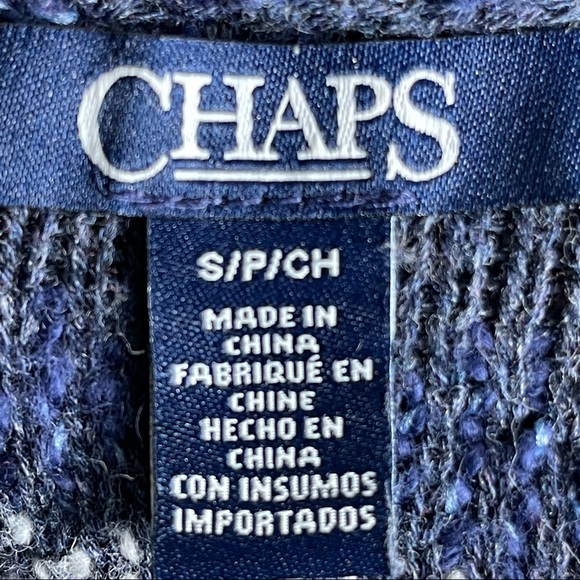 CHAPS
S/P/CH
MADE IN
CHINA
FABRIQUÉ EN
CHINE
HECHO EN
CHINA
CON INSUMOS
IMPORTADOS